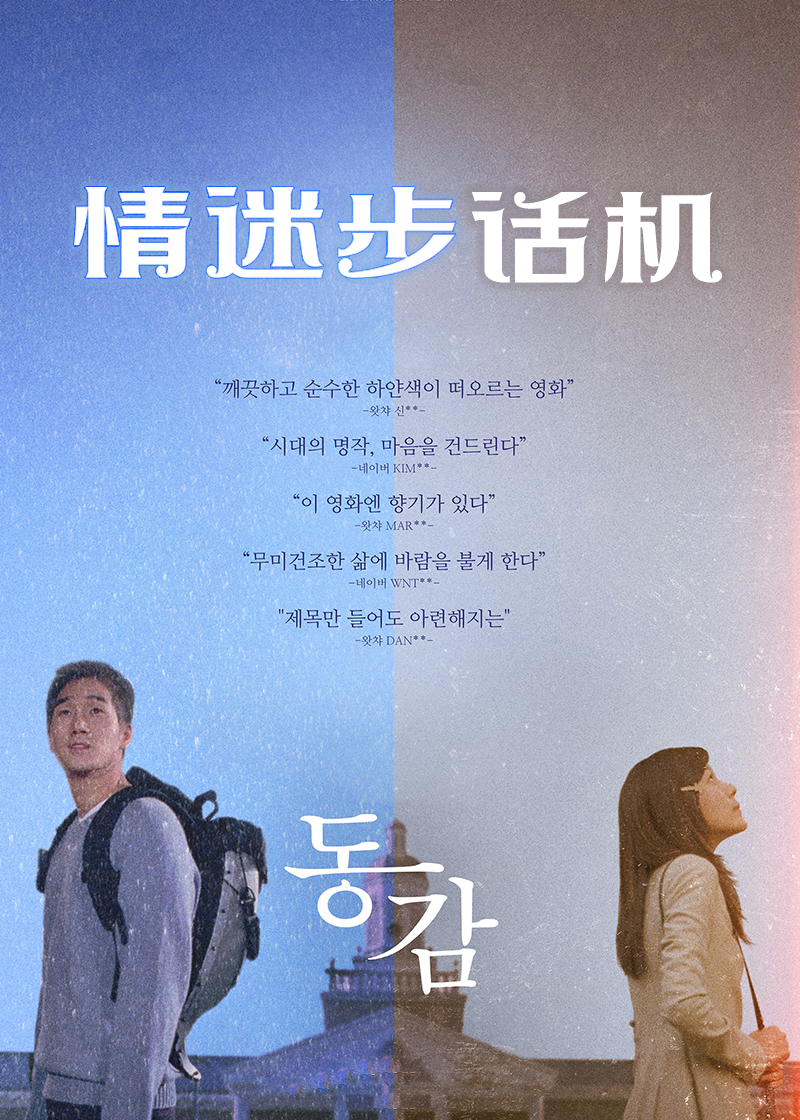 情迷步话机
“깨끗하고 순수한 하얀색이 떠오르는 영화”
-왓챠 신**-
“시대의 명작, 마음을 건드린다”
-네이버 KIM**-
“이 영화엔 향기가 있다”
-왓챠 MAR**-
“무미건조한 삶에 바람을 불게 한다”
-네이버 WNT**-
"제목만 들어도 아련해지는"
-왓챠 DAN**-
동감